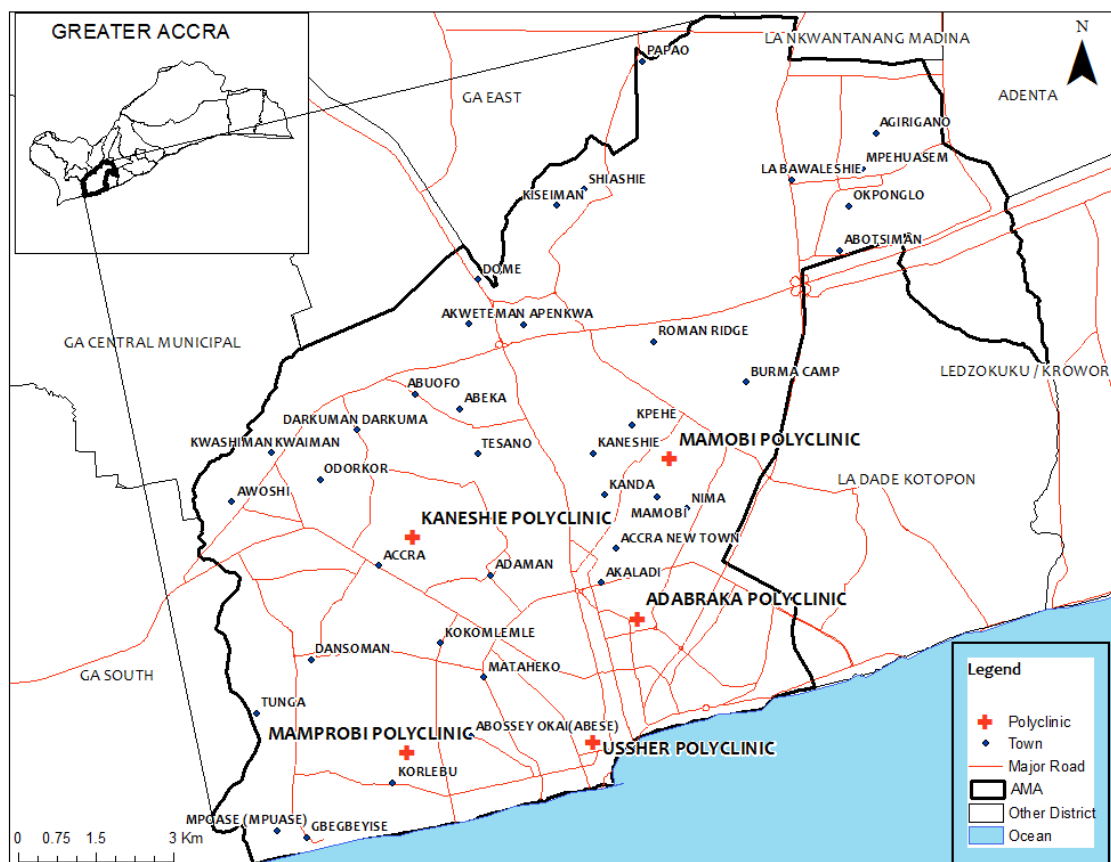 GREATER ACCRA
LA NKWANTANANG MADINA
N
PAPAO
GA EAST
ADENTA
AGIRIGANO
MPEHUASEM
LA BAWALESHIE
SHIASHIE
KISEIMAN
OKPONGLO
ABOTSIMAN
DOME
AKWETEMAN
APENKWA
ROMAN RIDGE
GA CENTRAL MUNICIPAL
BURMA CAMP
LEDZOKUKU / KROWOR
ABUOFO
ABEKA
DARKUMAN DARKUMA
KPEHE
KWASHIMAN KWAIMAN
TESANO
KANESHIE
MAMOBI POLYCLINIC
ODORKOR
LA DADE KOTOPON
AWOSHI
KANDA
NIMA
MAMOBI
KANESHIE POLYCLINIC
ACCRA NEW TOWN
ACCRA
ADAMAN
AKALADI
ADABRAKA POLYCLINIC
KOKOMLEMLE
DANSOMAN
MATAHEKO
GA SOUTH
TUNGA
MAMPROBI POLYCLINIC
ABOSSEY OKAI(ABESE)
USSHER POLYCLINIC
KORLEBU
MPOASE (MPUASE)
GBEGBEYISE
0 0.75 1.5 3 Km
Legend
Polyclinic
Town
Major Road
AMA
Other District
Ocean